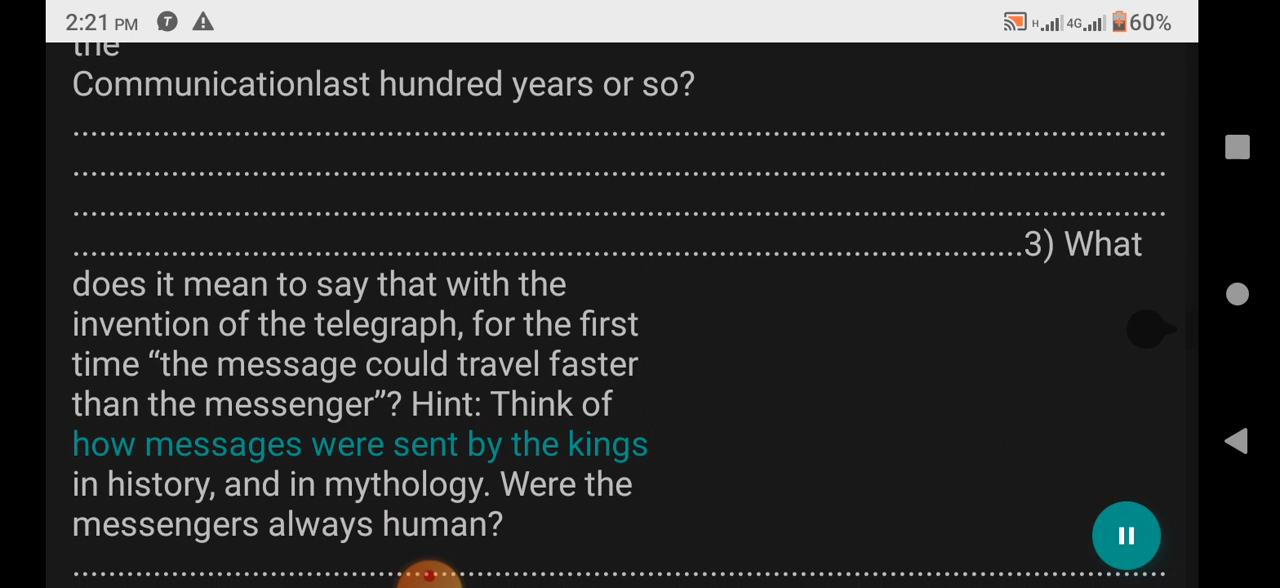 2:21 PM T H 4G 60%
the
Communicationlast hundred years or so?
........................................................................................................................
........................................................................................................................
........................................................................................................................
........................................................................................................3) What
does it mean to say that with the
invention of the telegraph, for the first
time “the message could travel faster
than the messenger”? Hint: Think of
how messages were sent by the kings
in history, and in mythology. Were the
messengers always human?
........................................................................................................................